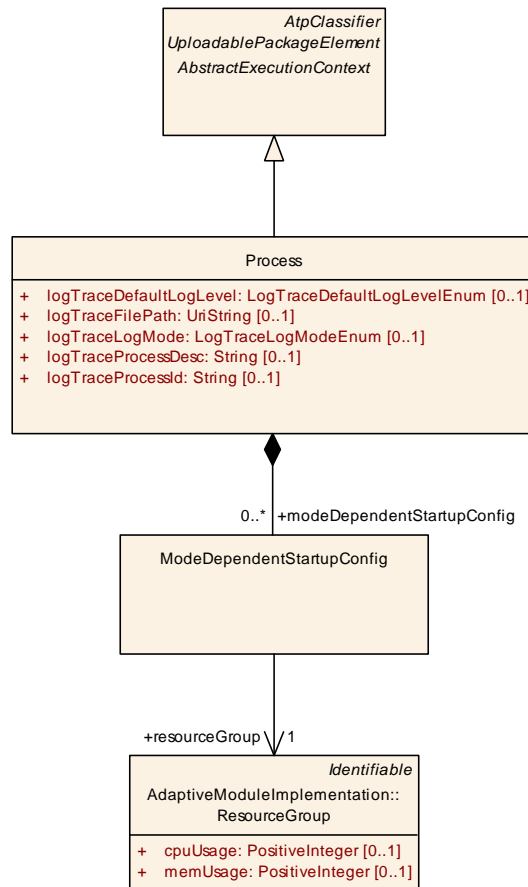 AtpClassifier
UploadablePackageElement
AbstractExecutionContext
Process
+ logTraceDefaultLogLevel: LogTraceDefaultLogLevelEnum [0..1]
+ logTraceFilePath: UriString [0..1]
+ logTraceLogMode: LogTraceLogModeEnum [0..1]
+ logTraceProcessDesc: String [0..1]
+ logTraceProcessId: String [0..1]
0..* +modeDependentStartupConfig
ModeDependentStartupConfig
+resourceGroup 1
Identifiable
AdaptiveModuleImplementation::
ResourceGroup
+ cpuUsage: PositiveInteger [0..1]
+ memUsage: PositiveInteger [0..1]